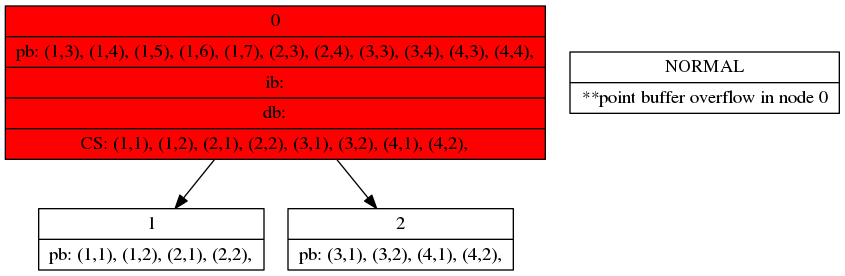 0
pb: (1,3), (1,4), (1,5), (1,6), (1,7), (2,3), (2,4), (3,3), (3,4), (4,3), (4,4),
ib:
db:
CS: (1,1), (1,2), (2,1), (2,2), (3,1), (3,2), (4,1), (4,2),
NORMAL
**point buffer overflow in node 0
1
pb: (1,1), (1,2), (2,1), (2,2),
2
pb: (3,1), (3,2), (4,1), (4,2),